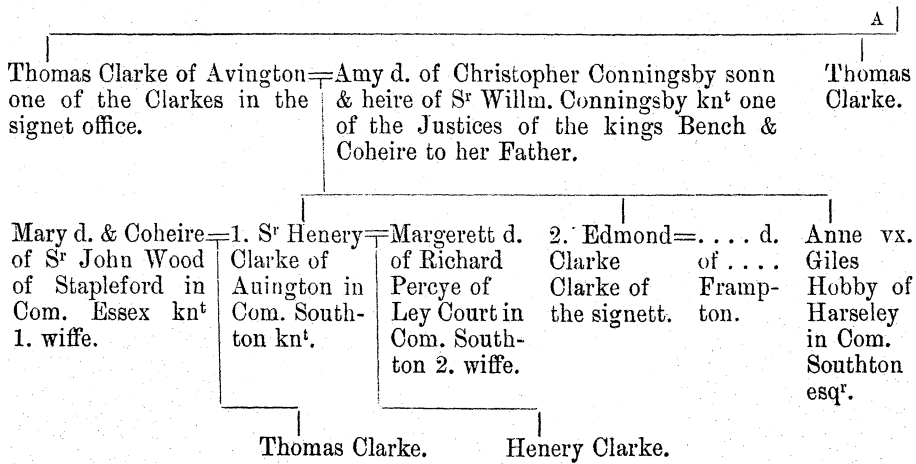 A
Thomas Clarke of Avington
one of the Clarkes in the
signet office.
Amy d. of Christopher Conningsby sonn
& heire of Sʳ Willm. Conningsby knᵗ one
of the Justices of the kings Bench &
Coheire to her Father.
Thomas
Clarke.
Mary d. & Coheire
of Sʳ John Wood
of Stapleford in
Com. Essex knᵗ
1. wiffe.
1. Sʳ Henery
Clarke of
Auington in
Com. South-
ton knᵗ.
Margerett d.
of Richard
Percye of
Ley Court in
Com. South-
ton 2. wiffe.
2. Edmond
Clarke
Clarke of
the signett.
. . . . d.
of . . . .
Framp-
ton.
Anne vx.
Giles
Hobby of
Harseley
in Com.
Southton
esqʳ.
Thomas Clarke.
Henery Clarke.